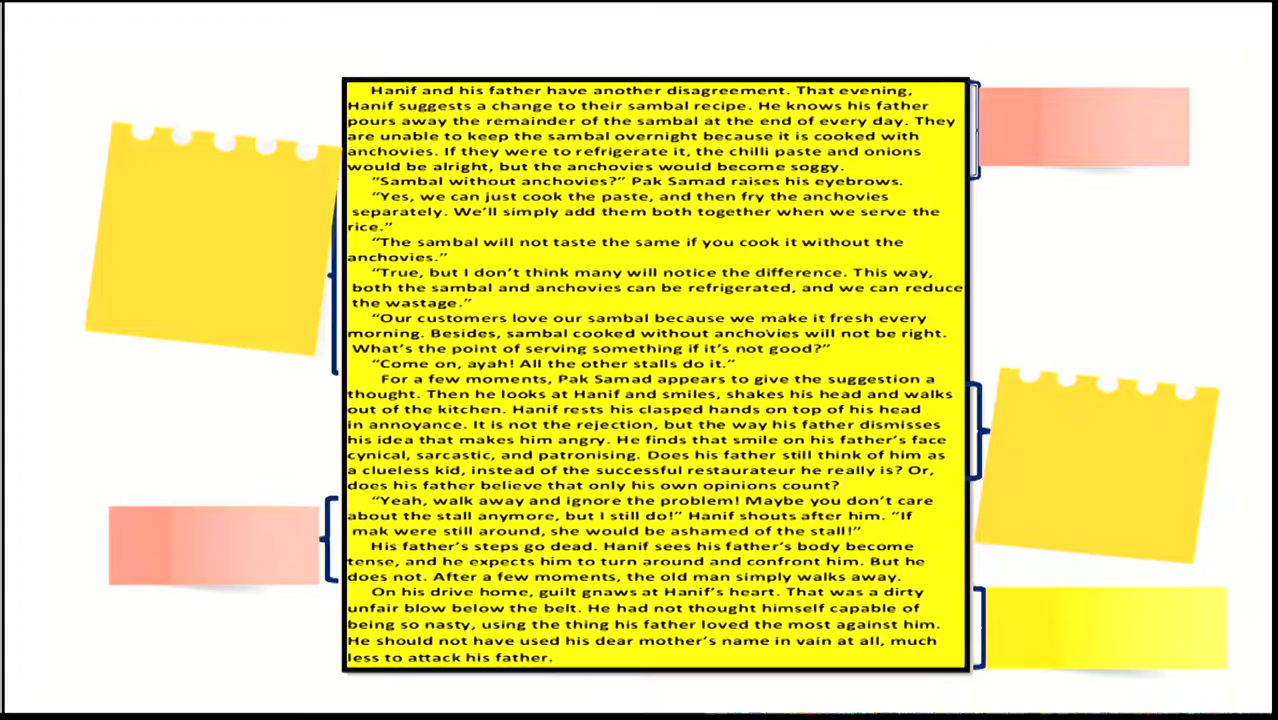 Hanif and his father have another disagreement. That evening,
Hanif suggests a change to their sambal recipe. He knows his father
pours away the remainder of the sambal at the end of every day. They
are unable to keep the sambal overnight because it is cooked with
anchovies. If they were to refrigerate it, the chilli paste and onions
would be alright, but the anchovies would become soggy.
“Sambal without anchovies?” Pak Samad raises his eyebrows.
“Yes, we can just cook the paste, and then fry the anchovies
separately. We’ll simply add them both together when we serve the
rice.”
“The sambal will not taste the same if you cook it without the
anchovies.”
“True, but I don’t think many will notice the difference. This way,
both the sambal and anchovies can be refrigerated, and we can reduce
the wastage.”
“Our customers love our sambal because we make it fresh every
morning. Besides, sambal cooked without anchovies will not be right.
What’s the point of serving something if it’s not good?”
“Come on, ayah! All the other stalls do it.”
For a few moments, Pak Samad appears to give the suggestion a
thought. Then he looks at Hanif and smiles, shakes his head and walks
out of the kitchen. Hanif rests his clasped hands on top of his head
in annoyance. It is not the rejection, but the way his father dismisses
his idea that makes him angry. He finds that smile on his father’s face
cynical, sarcastic, and patronising. Does his father still think of him as
a clueless kid, instead of the successful restaurateur he really is? Or,
does his father believe that only his own opinions count?
“Yeah, walk away and ignore the problem! Maybe you don’t care
about the stall anymore, but I still do!” Hanif shouts after him. “If
mak were still around, she would be ashamed of the stall!”
His father’s steps go dead. Hanif sees his father’s body become
tense, and he expects him to turn around and confront him. But he
does not. After a few moments, the old man simply walks away.
On his drive home, guilt gnaws at Hanif’s heart. That was a dirty
unfair blow below the belt. He had not thought himself capable of
being so nasty, using the thing his father loved the most against him.
He should not have used his dear mother’s name in vain at all, much
less to attack his father.